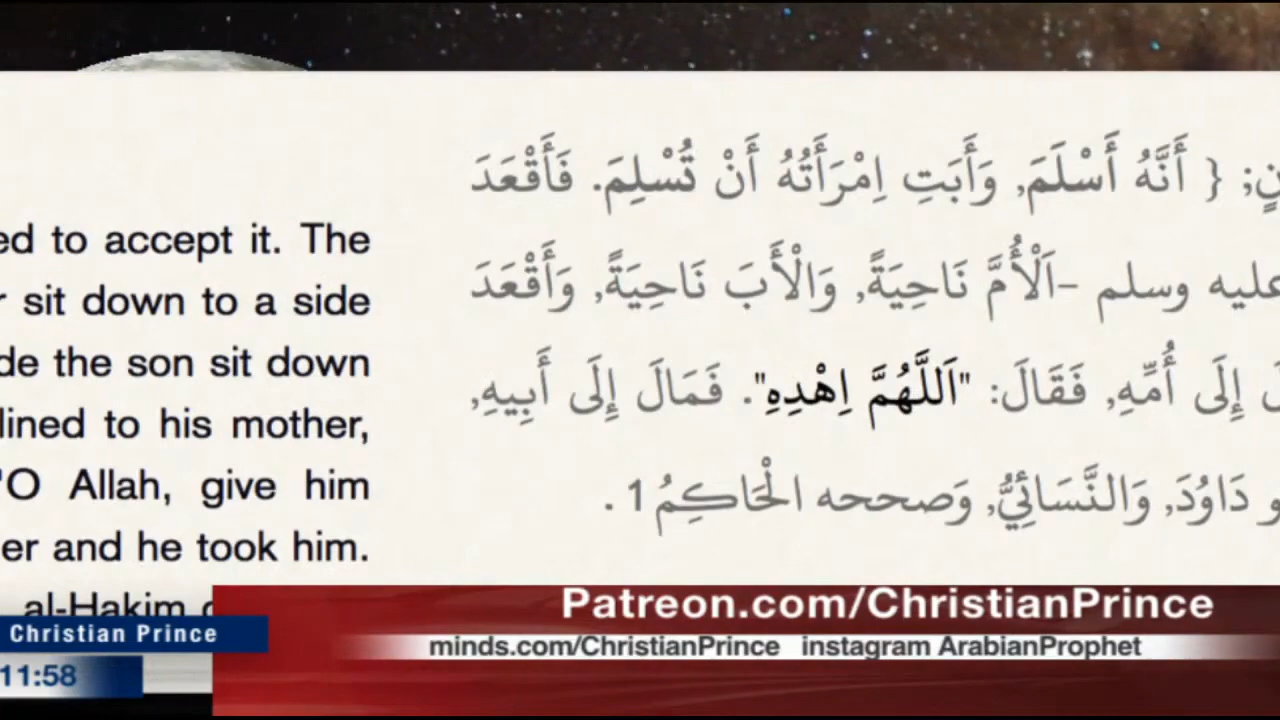 ed to accept it. The
r sit down to a side
de the son sit down
lined to his mother,
"O Allah, give him
er and he took him.
al-Hakim
نٍ; { أَنَّهُ أَسْلَمَ, وَأَبَتِ اِمْرَأَتُهُ أَنْ تُسْلِمَ. فَأَقْعَدَ
عليه وسلم -اَلْأُمَّ نَاحِيَةً, وَالْأَبَ نَاحِيَةً, وَأَقْعَدَ
إِلَى أُمِّهِ, فَقَالَ: "اَللَّهُمَّ اِهْدِهِ". فَمَالَ إِلَى أَبِيهِ,
و دَاوُدَ, وَالنَّسَائِيُّ, وَصححه الْحَاكِمُ 1 .
Patreon.com/ChristianPrince
minds.com/ChristianPrince instagram ArabianProphet
Christian Prince
11:58